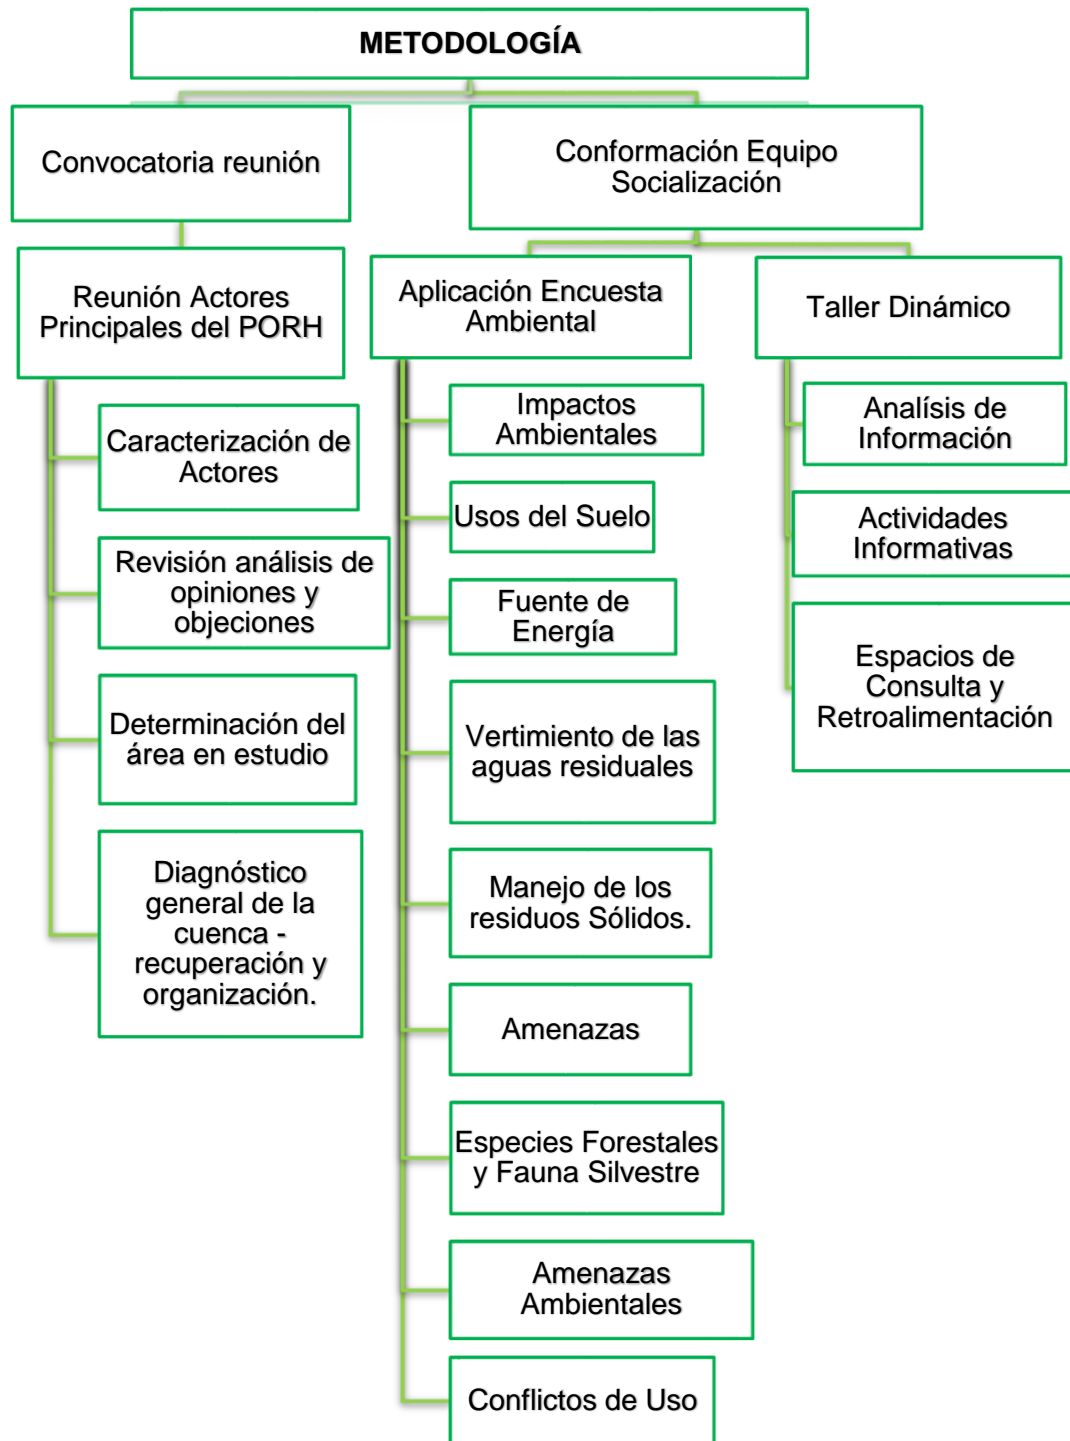 METODOLOGÍA
Convocatoria reunión
Conformación Equipo
Socialización
Reunión Actores
Principales del PORH
Caracterización de
Actores
Revisión análisis de
opiniones y
objeciones
Determinación del
área en estudio
Diagnóstico
general de la
cuenca -
recuperación y
organización.
Aplicación Encuesta
Ambiental
Impactos
Ambientales
Usos del Suelo
Fuente de
Energía
Vertimiento de las
aguas residuales
Manejo de los
residuos Sólidos.
Amenazas
Especies Forestales
y Fauna Silvestre
Amenazas
Ambientales
Conflictos de Uso
Taller Dinámico
Analísis de
Información
Actividades
Informativas
Espacios de
Consulta y
Retroalimentación